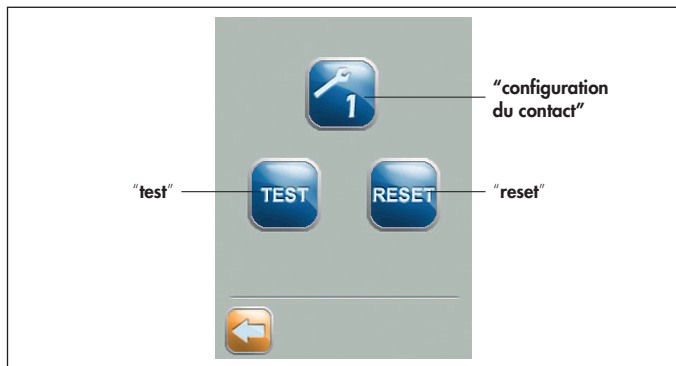 1
"configuration
du contact"
"test"
TEST
RESET
"reset"